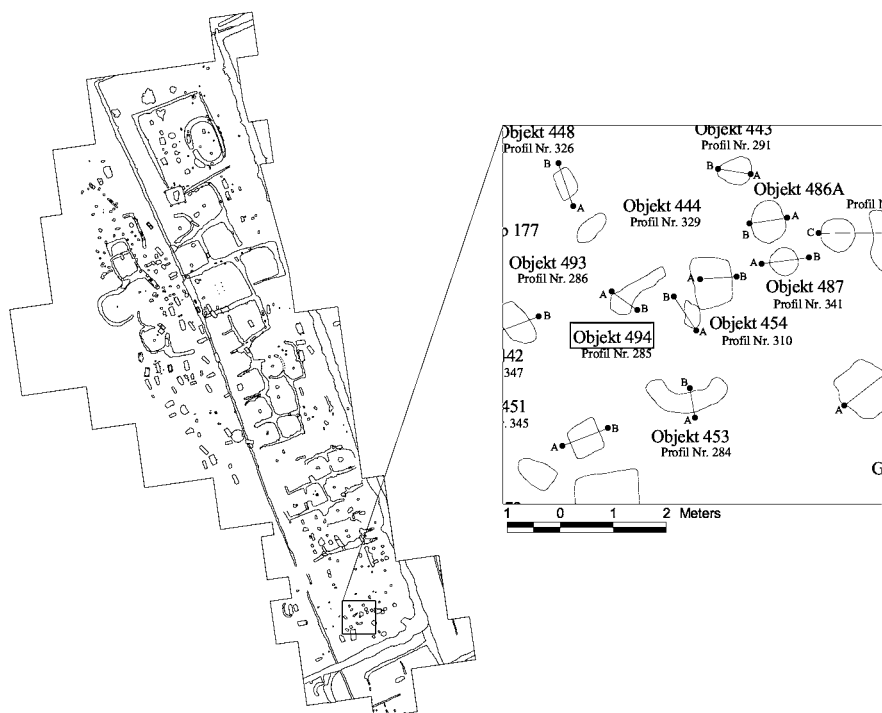 Objekt 448
Profil Nr. 326
Objekt 443
Profil Nr. 291
B
A
B
A
Objekt 486A
Profil N
Objekt 444
Profil Nr. 329
B
A
C
177
Objekt 493
Profil Nr. 286
A
B
A
B
Objekt 487
Profil Nr. 341
A
B
B
A
Objekt 454
Profil Nr. 310
B
Objekt 494
Profil Nr. 285
347
451
345
B
A
Objekt 453
Profil Nr. 284
A
B
A
G
1 0 1 2 Meters